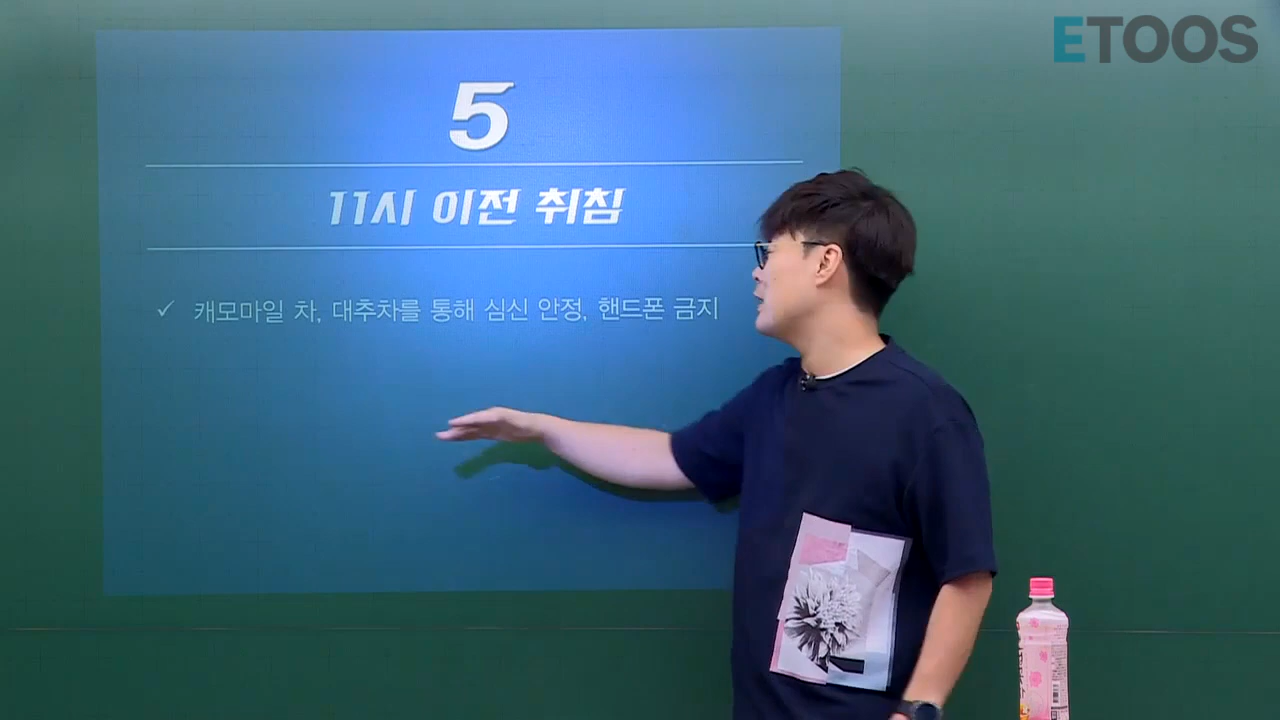 ETOOS
5
11시 이전 취침
✓ 캐모마일 차, 대추차를 통해 심신 안정, 핸드폰 금지